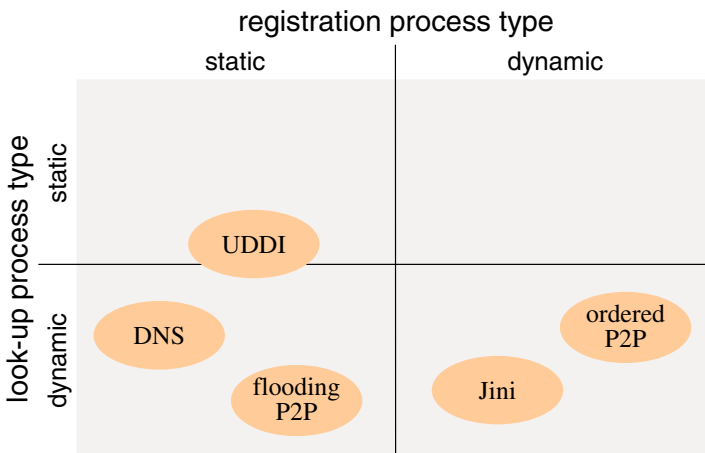 registration process type
static
dynamic
look-up process type
static
dynamic
UDDI
DNS
flooding
P2P
ordered
P2P
Jini